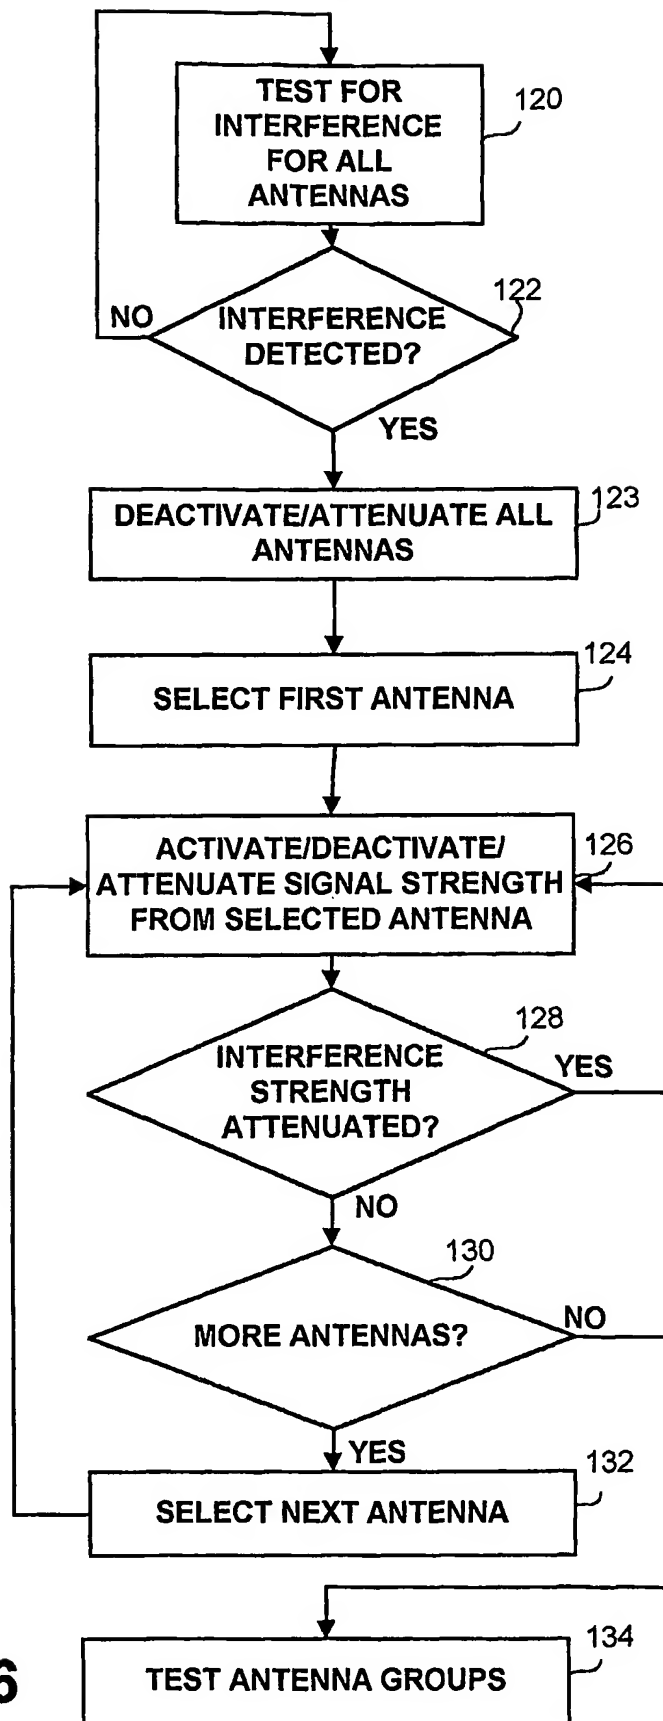 TEST FOR
INTERFERENCE
FOR ALL
ANTENNAS
120
122
NO
INTERFERENCE
DETECTED?
YES
123
DEACTIVATE/ATTENUATE ALL
ANTENNAS
124
SELECT FIRST ANTENNA
ACTIVATE/DEACTIVATE/
ATTENUATE SIGNAL STRENGTH
FROM SELECTED ANTENNA
126
128
INTERFERENCE
STRENGTH
ATTENUATED?
YES
NO
130
MORE ANTENNAS?
NO
YES
132
SELECT NEXT ANTENNA
134
TEST ANTENNA GROUPS
6